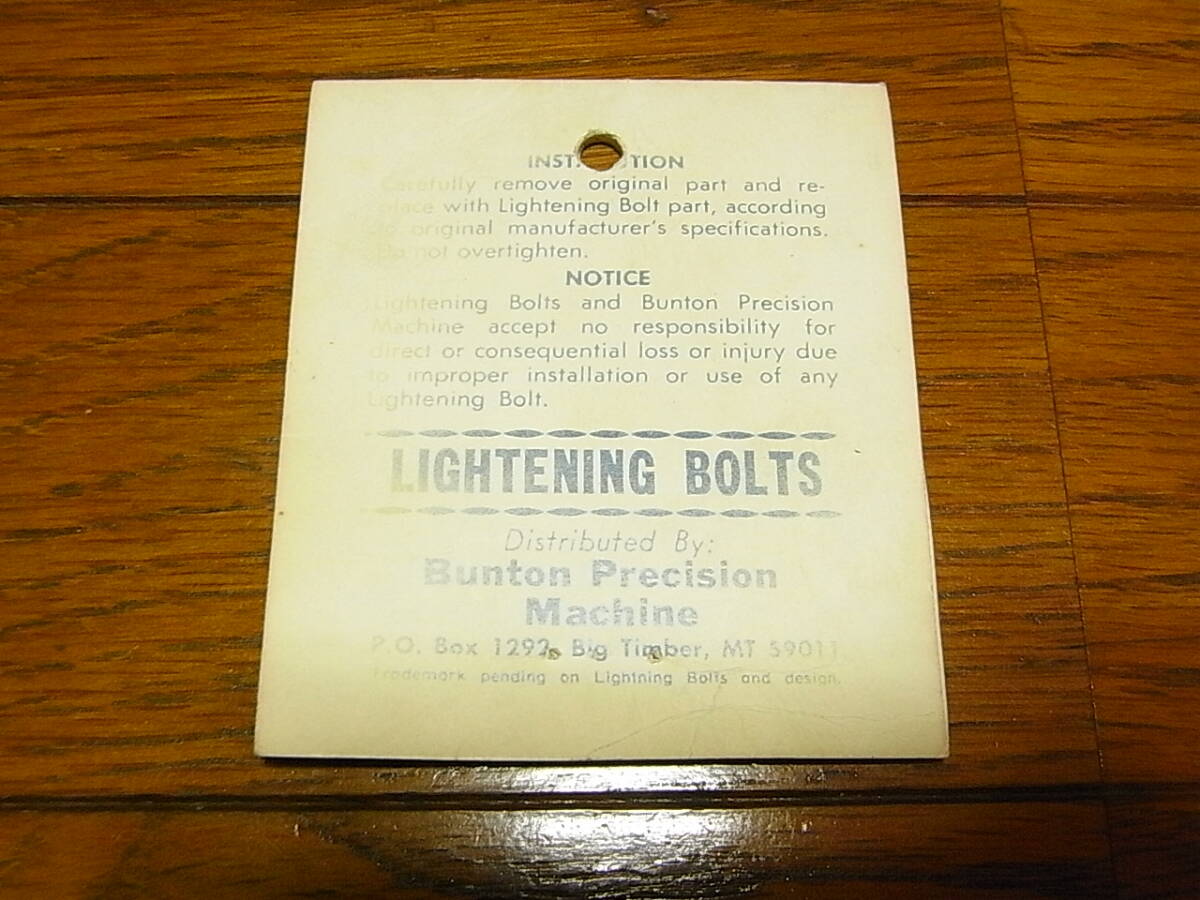 INST. TION
Carefully remove original part and re-
place with Lightening Bolt part, according
to original manufacturer's specifications.
Do not overtighten.
NOTICE
Lightening Bolts and Bunton Precision
Machine accept no responsibility for
direct or consequential loss or injury due
to improper installation or use of any
Lightening Bolt.
LIGHTENING BOLTS
Distributed By:
Bunton Precision
Machine
P.O. Box 1292, Big Timber, MT 59011
Trademark pending on Lightning Bolts and design.